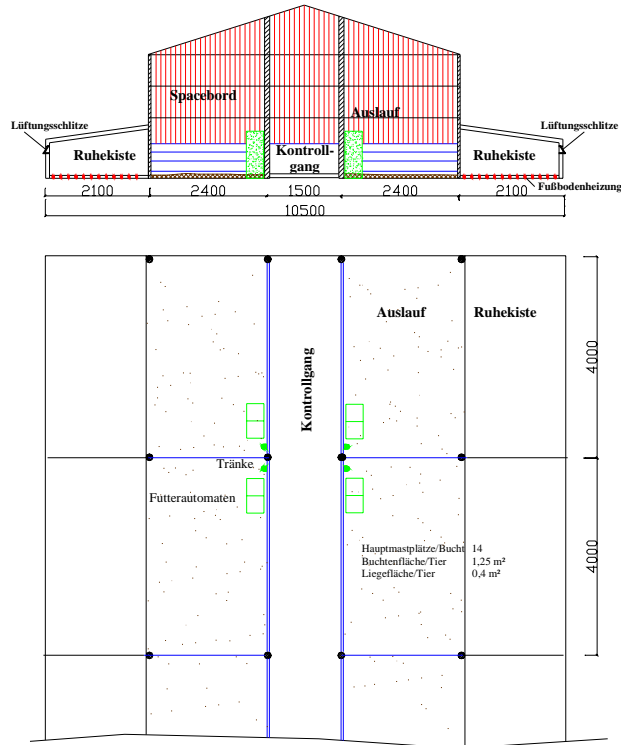 Spacebord
Auslauf
Lüftungsschlitze
Lüftungsschlitze
Ruhekiste
Kontroll-
gang
Ruhekiste
Fußbodenheizung
2100 2400 1500 2400 2100
10500
Auslauf Ruhekiste
Kontrollgang
4000
Tränke
Futterautomaten
Hauptmastplätze/Bucht 14
Buchtenfläche/Tier 1,25 m²
Liegefläche/Tier 0,4 m²
4000